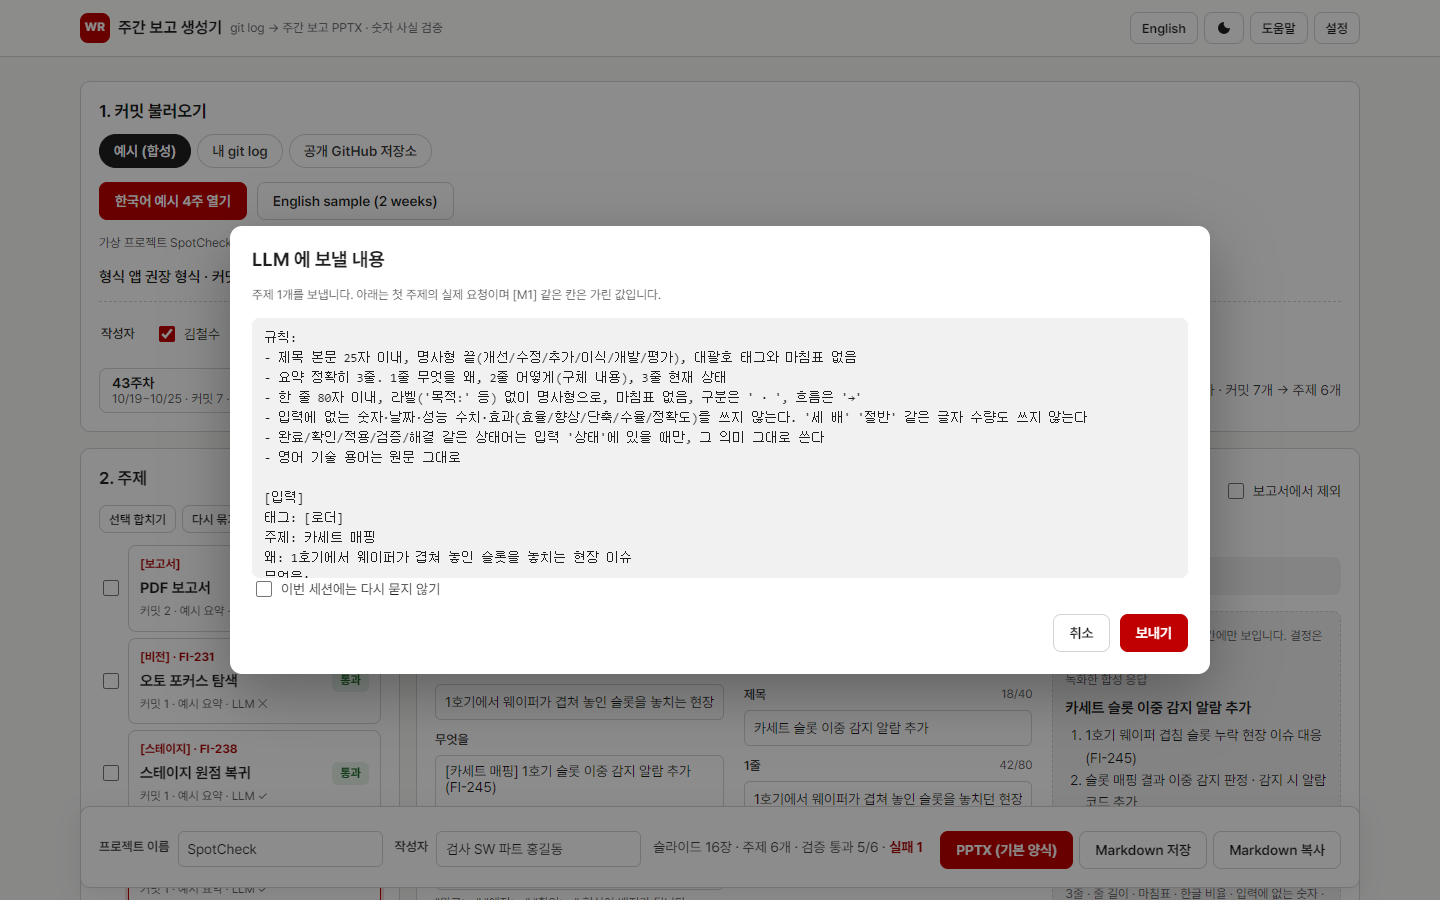 WR 주간 보고 생성기 git log → 주간 보고 PPTX · 숫자 사실 검증
English
도움말
설정
1. 커밋 불러오기
예시 (합성)
내 git log
공개 GitHub 저장소
한국어 예시 4주 열기
English sample (2 weeks)
가상 프로젝트 SpotCheck
형식 앱 권장 형식 · 커밋
작성자
김철수
43주차
10/19–10/25 · 커밋 7 ·
· 커밋 7개 → 주제 6개
LLM 에 보낼 내용
주제 1개를 보냅니다. 아래는 첫 주제의 실제 요청이며 [M1] 같은 칸은 가린 값입니다.
규칙:
- 제목 본문 25자 이내, 명사형 끝(개선/수정/추가/이식/개발/평가), 대괄호 태그와 마침표 없음
- 요약 정확히 3줄. 1줄 무엇을 왜, 2줄 어떻게(구체 내용), 3줄 현재 상태
- 한 줄 80자 이내, 라벨('목적:' 등) 없이 명사형으로, 마침표 없음, 구분은 ' · ', 흐름은 '→'
- 입력에 없는 숫자·날짜·성능 수치·효과(효율/향상/단축/수율/정확도)를 쓰지 않는다. '세 배' '절반' 같은 글자 수량도 쓰지 않는다
- 완료/확인/적용/검증/해결 같은 상태어는 입력 '상태'에 있을 때만, 그 의미 그대로 쓴다
- 영어 기술 용어는 원문 그대로
[입력]
태그: [로더]
주제: 카세트 매핑
왜: 1호기에서 웨이퍼가 겹쳐 놓인 슬롯을 놓치는 현장 이슈
무엇을:
이번 세션에는 다시 묻지 않기
취소
보내기
2. 주제
보고서에서 제외
선택 합치기
다시 묶
[보고서]
PDF 보고서
커밋 2 · 예시 요약 ·
[비전] · FI-231
오토 포커스 탐색
통과
커밋 1 · 예시 요약 · LLM ✕
[스테이지] · FI-238
스테이지 원점 복귀
통과
커밋 1 · 예시 요약 · LLM ✓
커밋 1 · 예시 요약 · LLM ✓
1호기에서 웨이퍼가 겹쳐 놓인 슬롯을 놓치는 현장
무엇을
[카세트 매핑] 1호기 슬롯 이중 감지 알람 추가
(FI-245)
제목
18/40
카세트 슬롯 이중 감지 알람 추가
1줄
42/80
1호기에서 웨이퍼가 겹쳐 놓인 슬롯을 놓치던 현장
간에만 보입니다. 결정은
녹화한 합성 응답
카세트 슬롯 이중 감지 알람 추가
1. 1호기 웨이퍼 겹침 슬롯 누락 현장 이슈 대응
(FI-245)
2. 슬롯 매핑 결과 이중 감지 판정 · 감지 시 알람
코드 추가
3줄 · 줄 길이 · 마침표 · 한글 비율 · 입력에 없는 숫자 ·
프로젝트 이름
SpotCheck
작성자
검사 SW 파트 홍길동
슬라이드 16장 · 주제 6개 · 검증 통과 5/6 · 실패 1
PPTX (기본 양식)
Markdown 저장
Markdown 복사